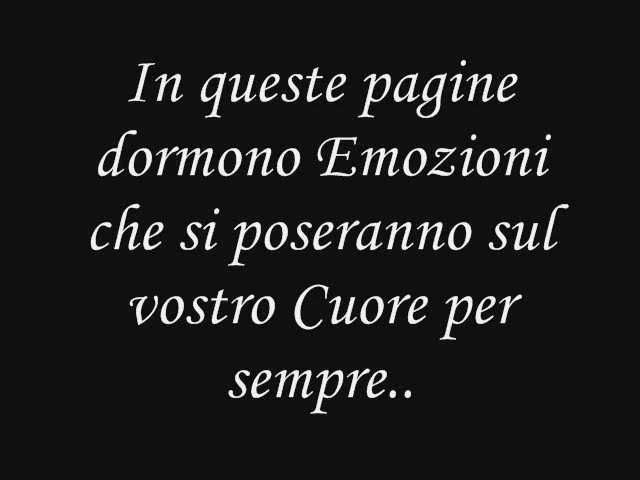 In queste pagine
dormono Emozioni
che si poseranno sul
vostro Cuore per
sempre..